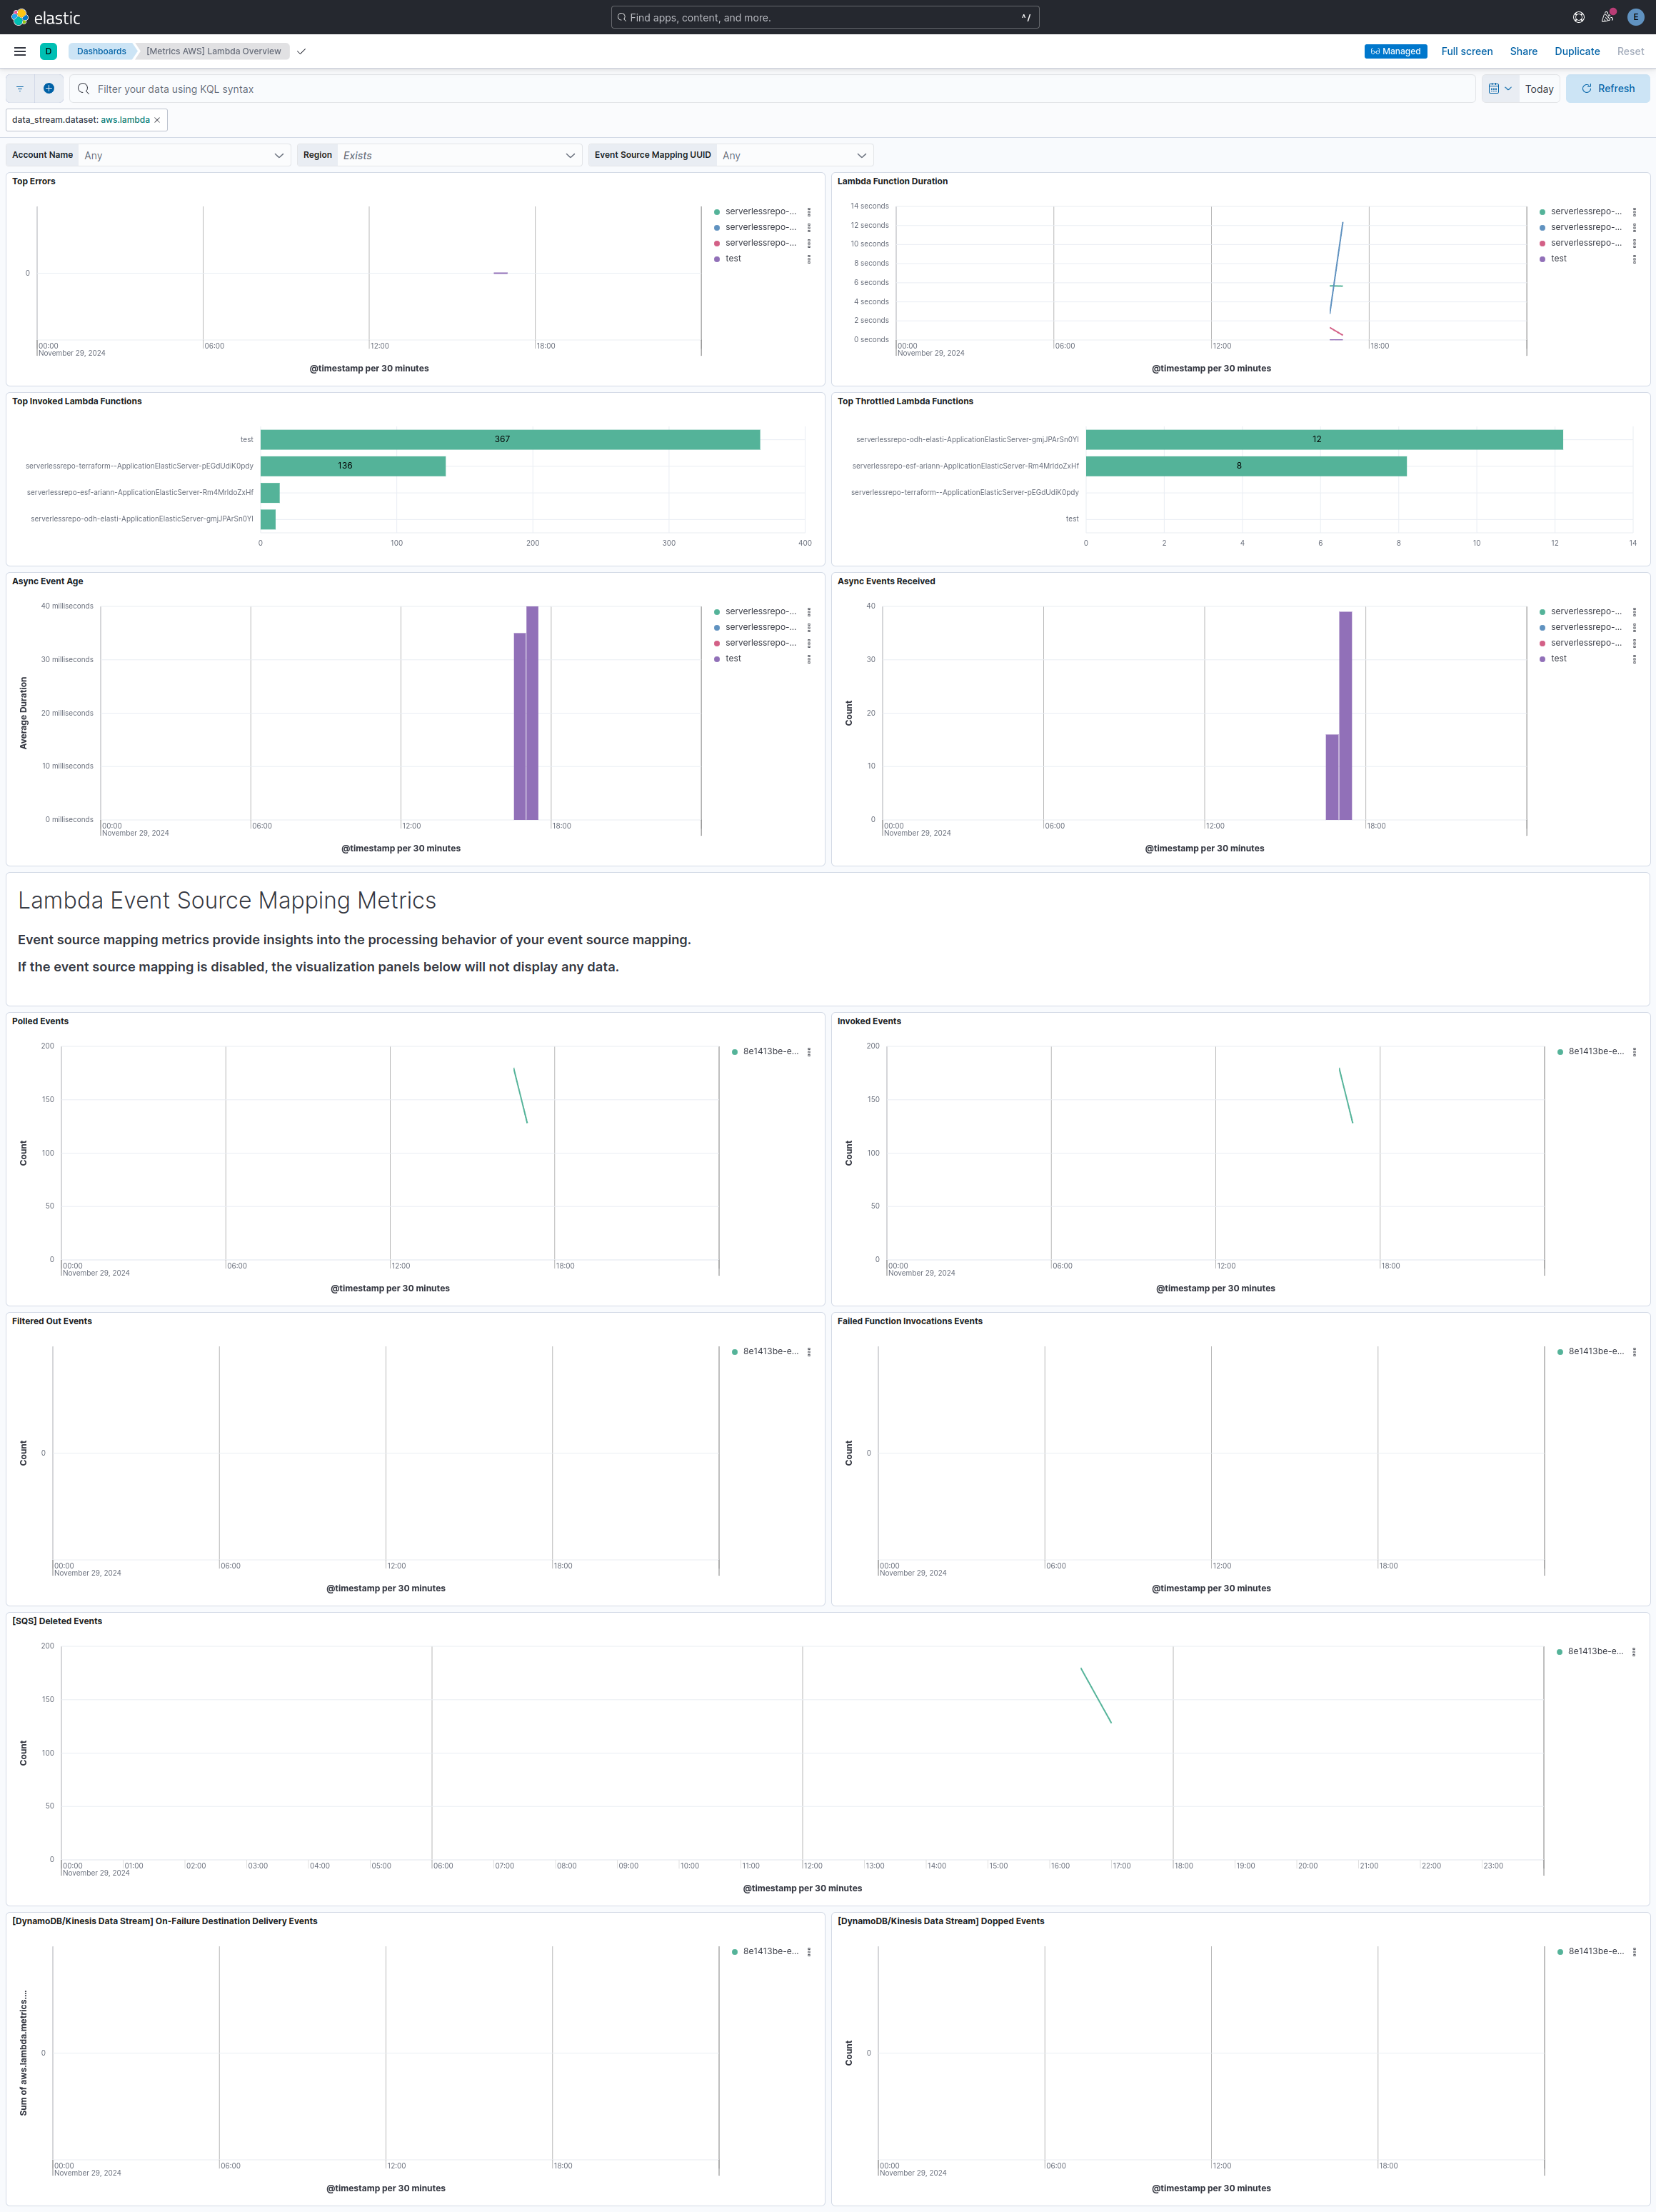 elastic
Find apps, content, and more.
^/
E
D
Dashboards
[Metrics AWS] Lambda Overview
Managed
Full screen
Share
Duplicate
Reset
Filter your data using KQL syntax
Today
Refresh
data_stream.dataset: aws.lambda ×
Account Name Any
Region Exists
Event Source Mapping UUID Any
Top Errors
0
00:00 06:00 12:00 18:00
November 29, 2024
@timestamp per 30 minutes
serverlessrepo-...
serverlessrepo-...
serverlessrepo-...
test
Lambda Function Duration
14 seconds
12 seconds
10 seconds
8 seconds
6 seconds
4 seconds
2 seconds
0 seconds
00:00 06:00 12:00 18:00
November 29, 2024
@timestamp per 30 minutes
serverlessrepo-...
serverlessrepo-...
serverlessrepo-...
test
Top Invoked Lambda Functions
test 367
serverlessrepo-terraform--ApplicationElasticServer-pEGdUdiK0pdy 136
serverlessrepo-esf-ariann-ApplicationElasticServer-Rm4MrldoZxHf
serverlessrepo-odh-elasti-ApplicationElasticServer-gmjJPArSn0YI
0 100 200 300 400
Top Throttled Lambda Functions
serverlessrepo-odh-elasti-ApplicationElasticServer-gmjJPArSn0YI 12
serverlessrepo-esf-ariann-ApplicationElasticServer-Rm4MrldoZxHf 8
serverlessrepo-terraform--ApplicationElasticServer-pEGdUdiK0pdy
test
0 2 4 6 8 10 12 14
Async Event Age
Average Duration
40 milliseconds
30 milliseconds
20 milliseconds
10 milliseconds
0 milliseconds
00:00 06:00 12:00 18:00
November 29, 2024
@timestamp per 30 minutes
serverlessrepo-...
serverlessrepo-...
serverlessrepo-...
test
Async Events Received
Count
40
30
20
10
0
00:00 06:00 12:00 18:00
November 29, 2024
@timestamp per 30 minutes
serverlessrepo-...
serverlessrepo-...
serverlessrepo-...
test
Lambda Event Source Mapping Metrics
Event source mapping metrics provide insights into the processing behavior of your event source mapping.
If the event source mapping is disabled, the visualization panels below will not display any data.
Polled Events
Count
200
150
100
50
0
00:00 06:00 12:00 18:00
November 29, 2024
@timestamp per 30 minutes
8e1413be-e...
Invoked Events
Count
200
150
100
50
0
00:00 06:00 12:00 18:00
November 29, 2024
@timestamp per 30 minutes
8e1413be-e...
Filtered Out Events
Count
0
00:00 06:00 12:00 18:00
November 29, 2024
@timestamp per 30 minutes
8e1413be-e...
Failed Function Invocations Events
Count
0
00:00 06:00 12:00 18:00
November 29, 2024
@timestamp per 30 minutes
8e1413be-e...
[SQS] Deleted Events
Count
200
150
100
50
0
00:00 01:00 02:00 03:00 04:00 05:00 06:00 07:00 08:00 09:00 10:00 11:00 12:00 13:00 14:00 15:00 16:00 17:00 18:00 19:00 20:00 21:00 22:00 23:00
November 29, 2024
@timestamp per 30 minutes
8e1413be-e...
[DynamoDB/Kinesis Data Stream] On-Failure Destination Delivery Events
Sum of aws.lambda.metrics....
0
00:00 06:00 12:00 18:00
November 29, 2024
@timestamp per 30 minutes
8e1413be-e...
[DynamoDB/Kinesis Data Stream] Dopped Events
Count
0
00:00 06:00 12:00 18:00
November 29, 2024
@timestamp per 30 minutes
8e1413be-e...